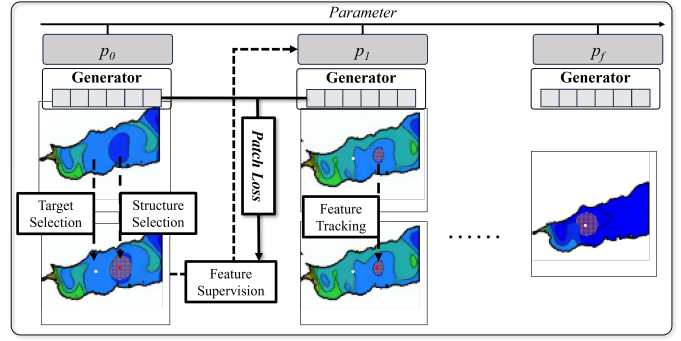 Parameter
p0
p1
pf
Generator
Generator
Generator
Patch Loss
Target
Selection
Structure
Selection
Feature
Tracking
......
Feature
Supervision